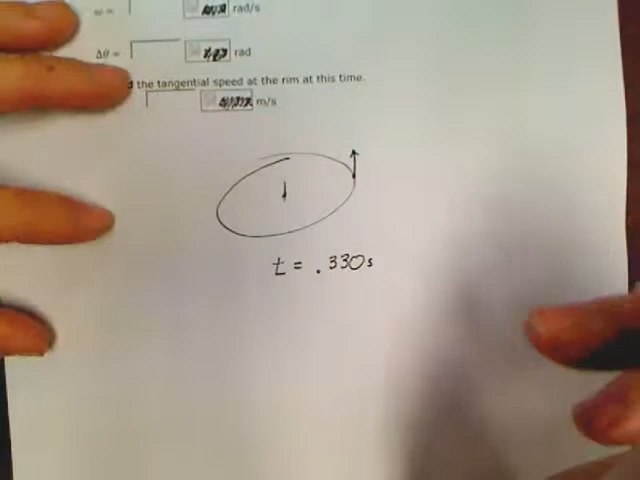 ω = rad/s
Δθ = rad
the tangential speed at the rim at this time.
m/s
t = .330s